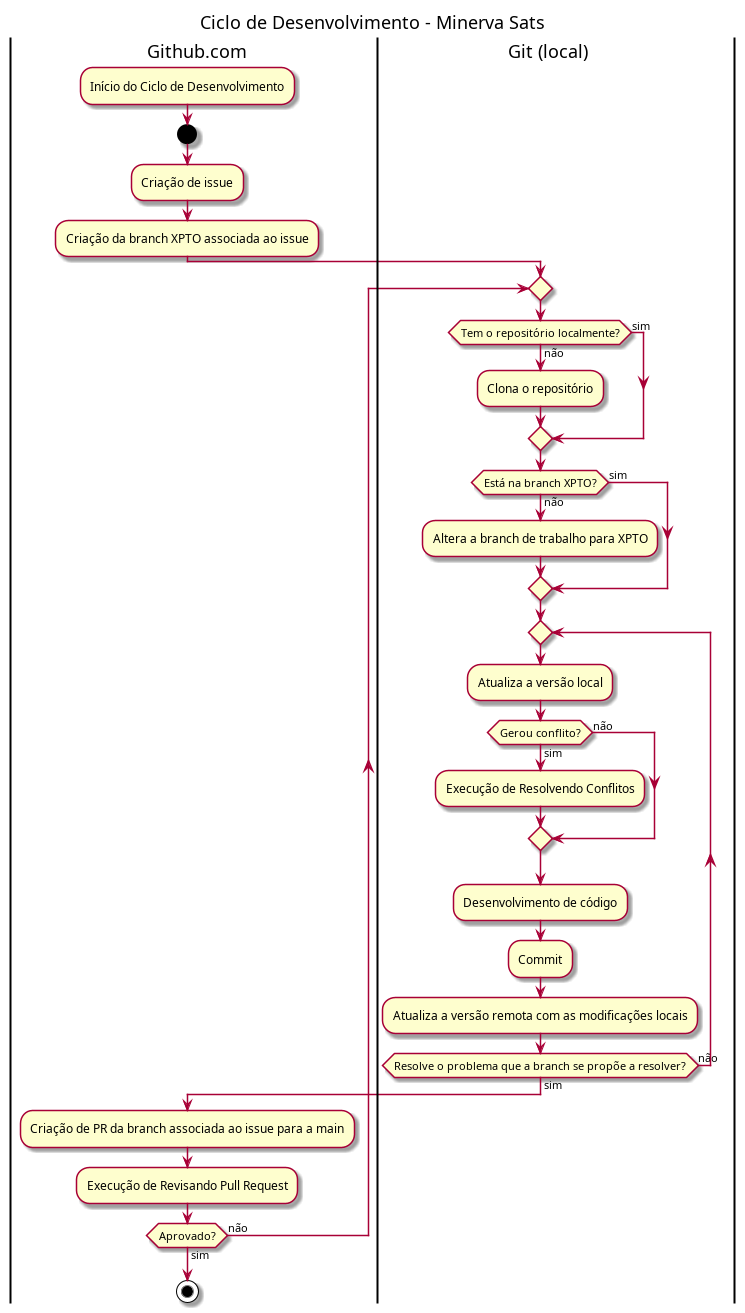 Ciclo de Desenvolvimento - Minerva Sats
Github.com
Git (local)
Início do Ciclo de Desenvolvimento
Criação de issue
Criação da branch XPTO associada ao issue
Tem o repositório localmente?
sim
não
Clona o repositório
Está na branch XPTO?
sim
não
Altera a branch de trabalho para XPTO
Atualiza a versão local
Gerou conflito?
não
sim
Execução de Resolvendo Conflitos
Desenvolvimento de código
Commit
Atualiza a versão remota com as modificações locais
Resolve o problema que a branch se propõe a resolver?
não
sim
Criação de PR da branch associada ao issue para a main
Execução de Revisando Pull Request
Aprovado?
não
sim